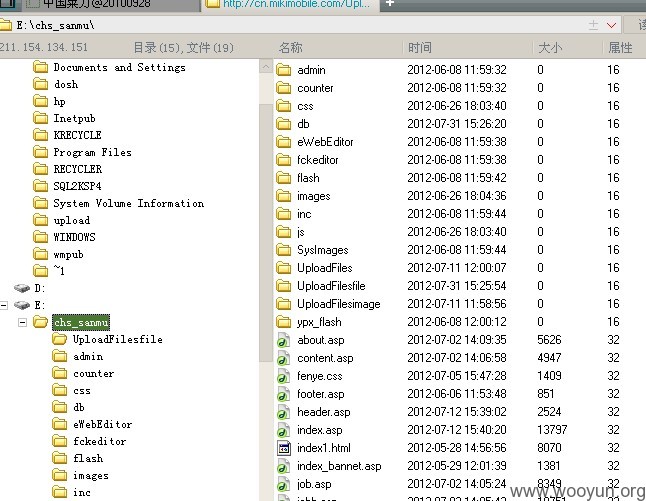 中国菜刀@20100928 http://cn.mikimobile.com/Upl...
E:\chs_sanmu\
211.154.134.151 目录(15),文件(19) 名称 时间 大小 属性
Documents and Settings
dosh
hp
Inetpub
KRECYCLE
Program Files
RECYCLER
SQL2KSP4
System Volume Information
upload
WINDOWS
wmpub
~1
D:
E:
chs_sanmu
UploadFilesfile
admin
counter
css
db
eWebEditor
fckeditor
flash
images
inc
admin 2012-06-08 11:59:32 0 16
counter 2012-06-08 11:59:32 0 16
css 2012-06-26 18:03:40 0 16
db 2012-07-31 15:26:20 0 16
eWebEditor 2012-06-08 11:59:38 0 16
fckeditor 2012-06-08 11:59:38 0 16
flash 2012-06-08 11:59:42 0 16
images 2012-06-26 18:04:36 0 16
inc 2012-06-08 11:59:44 0 16
js 2012-06-26 18:03:40 0 16
SysImages 2012-06-08 11:59:44 0 16
UploadFiles 2012-07-11 12:00:07 0 16
UploadFilesfile 2012-07-31 15:25:54 0 16
UploadFilesimage 2012-06-08 11:58:56 0 16
ypx_flash 2012-06-08 12:00:12 0 16
about.asp 2012-07-02 14:09:35 5626 32
content.asp 2012-07-02 14:06:58 4947 32
fenye.css 2012-07-05 15:47:28 1409 32
footer.asp 2012-06-06 11:53:48 851 32
header.asp 2012-07-12 15:39:02 2524 32
index.asp 2012-07-12 15:40:20 13797 32
index1.html 2012-05-28 14:56:56 8070 32
index_bannet.asp 2012-05-29 12:01:39 1381 32
job.asp 2012-07-02 14:05:24 8349 32
www.wooyun.org